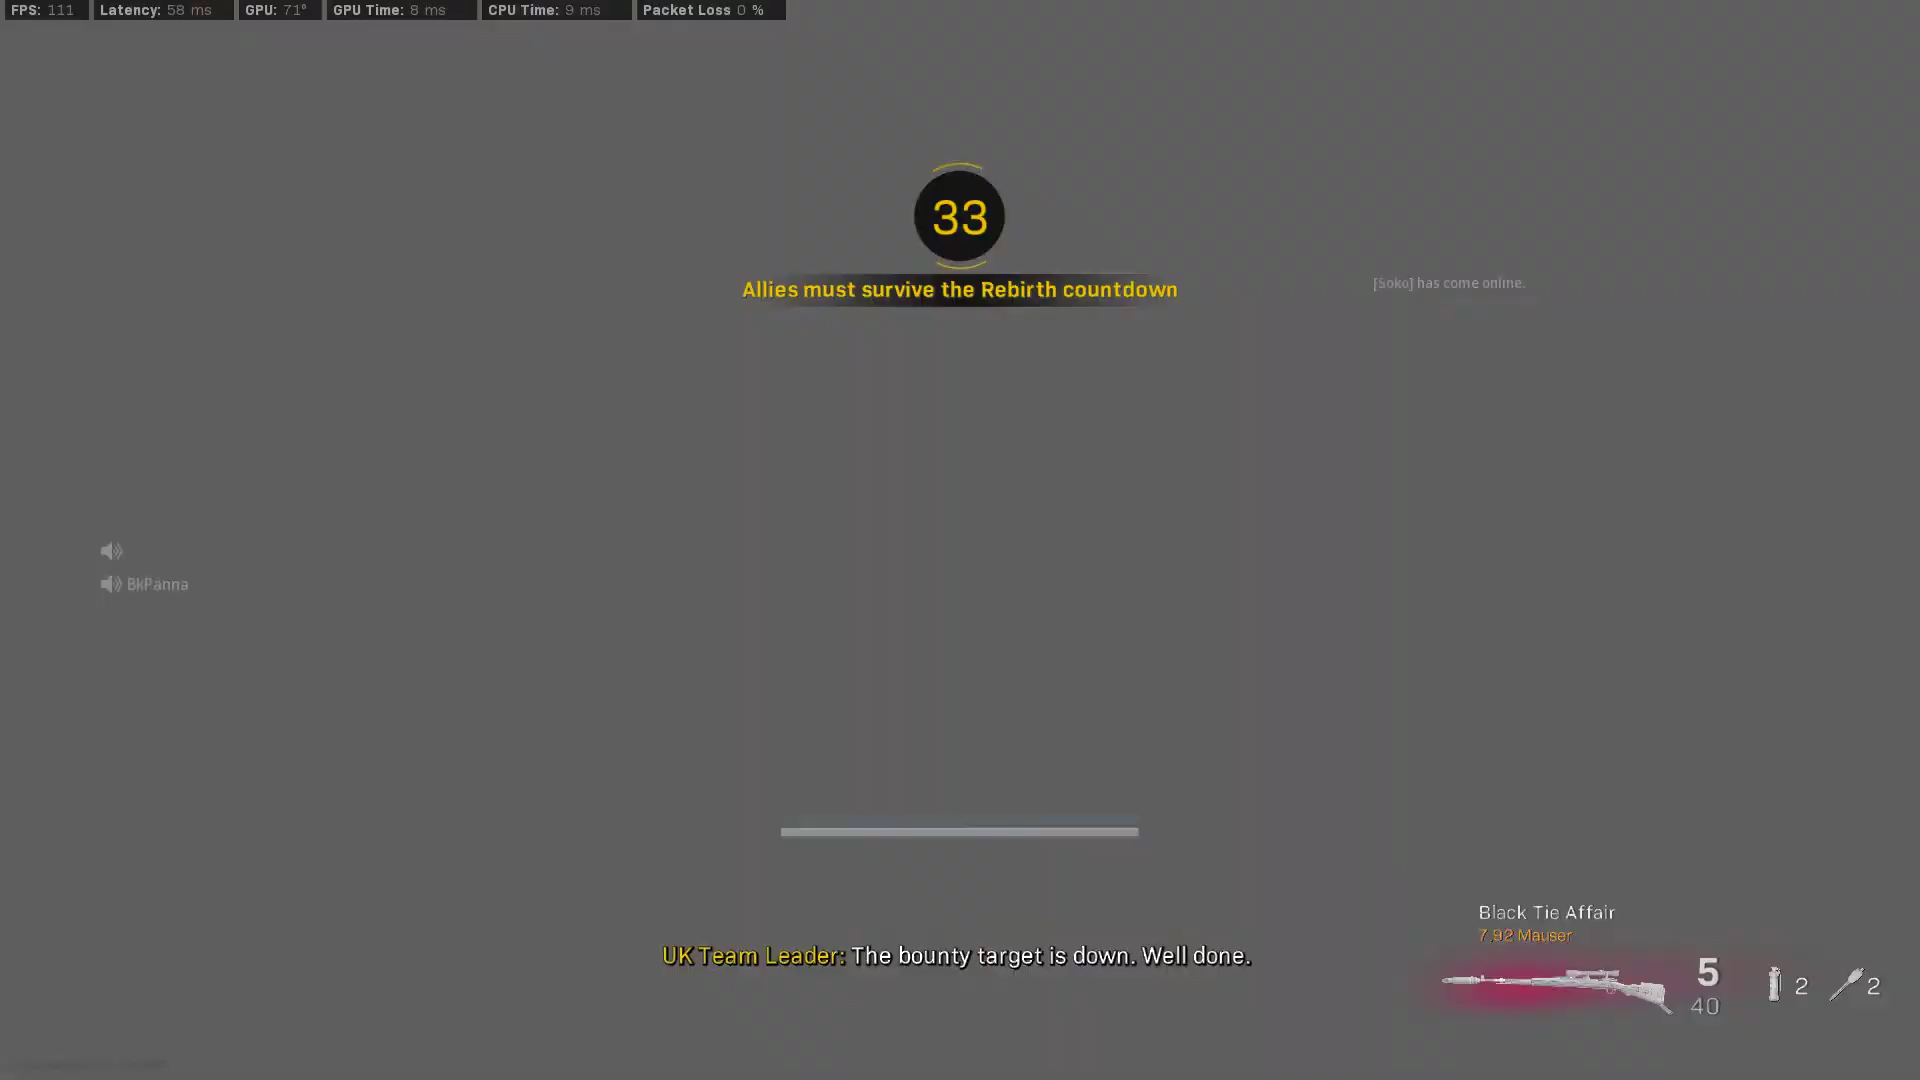 FPS: 111 Latency: 58 ms GPU: 71° GPU Time: 8 ms CPU Time: 9 ms Packet Loss 0 %
33
Allies must survive the Rebirth countdown
[Soko] has come online.
BkPanna
Black Tie Affair
7.92 Mauser
UK Team Leader: The bounty target is down. Well done.
5
40
2
2